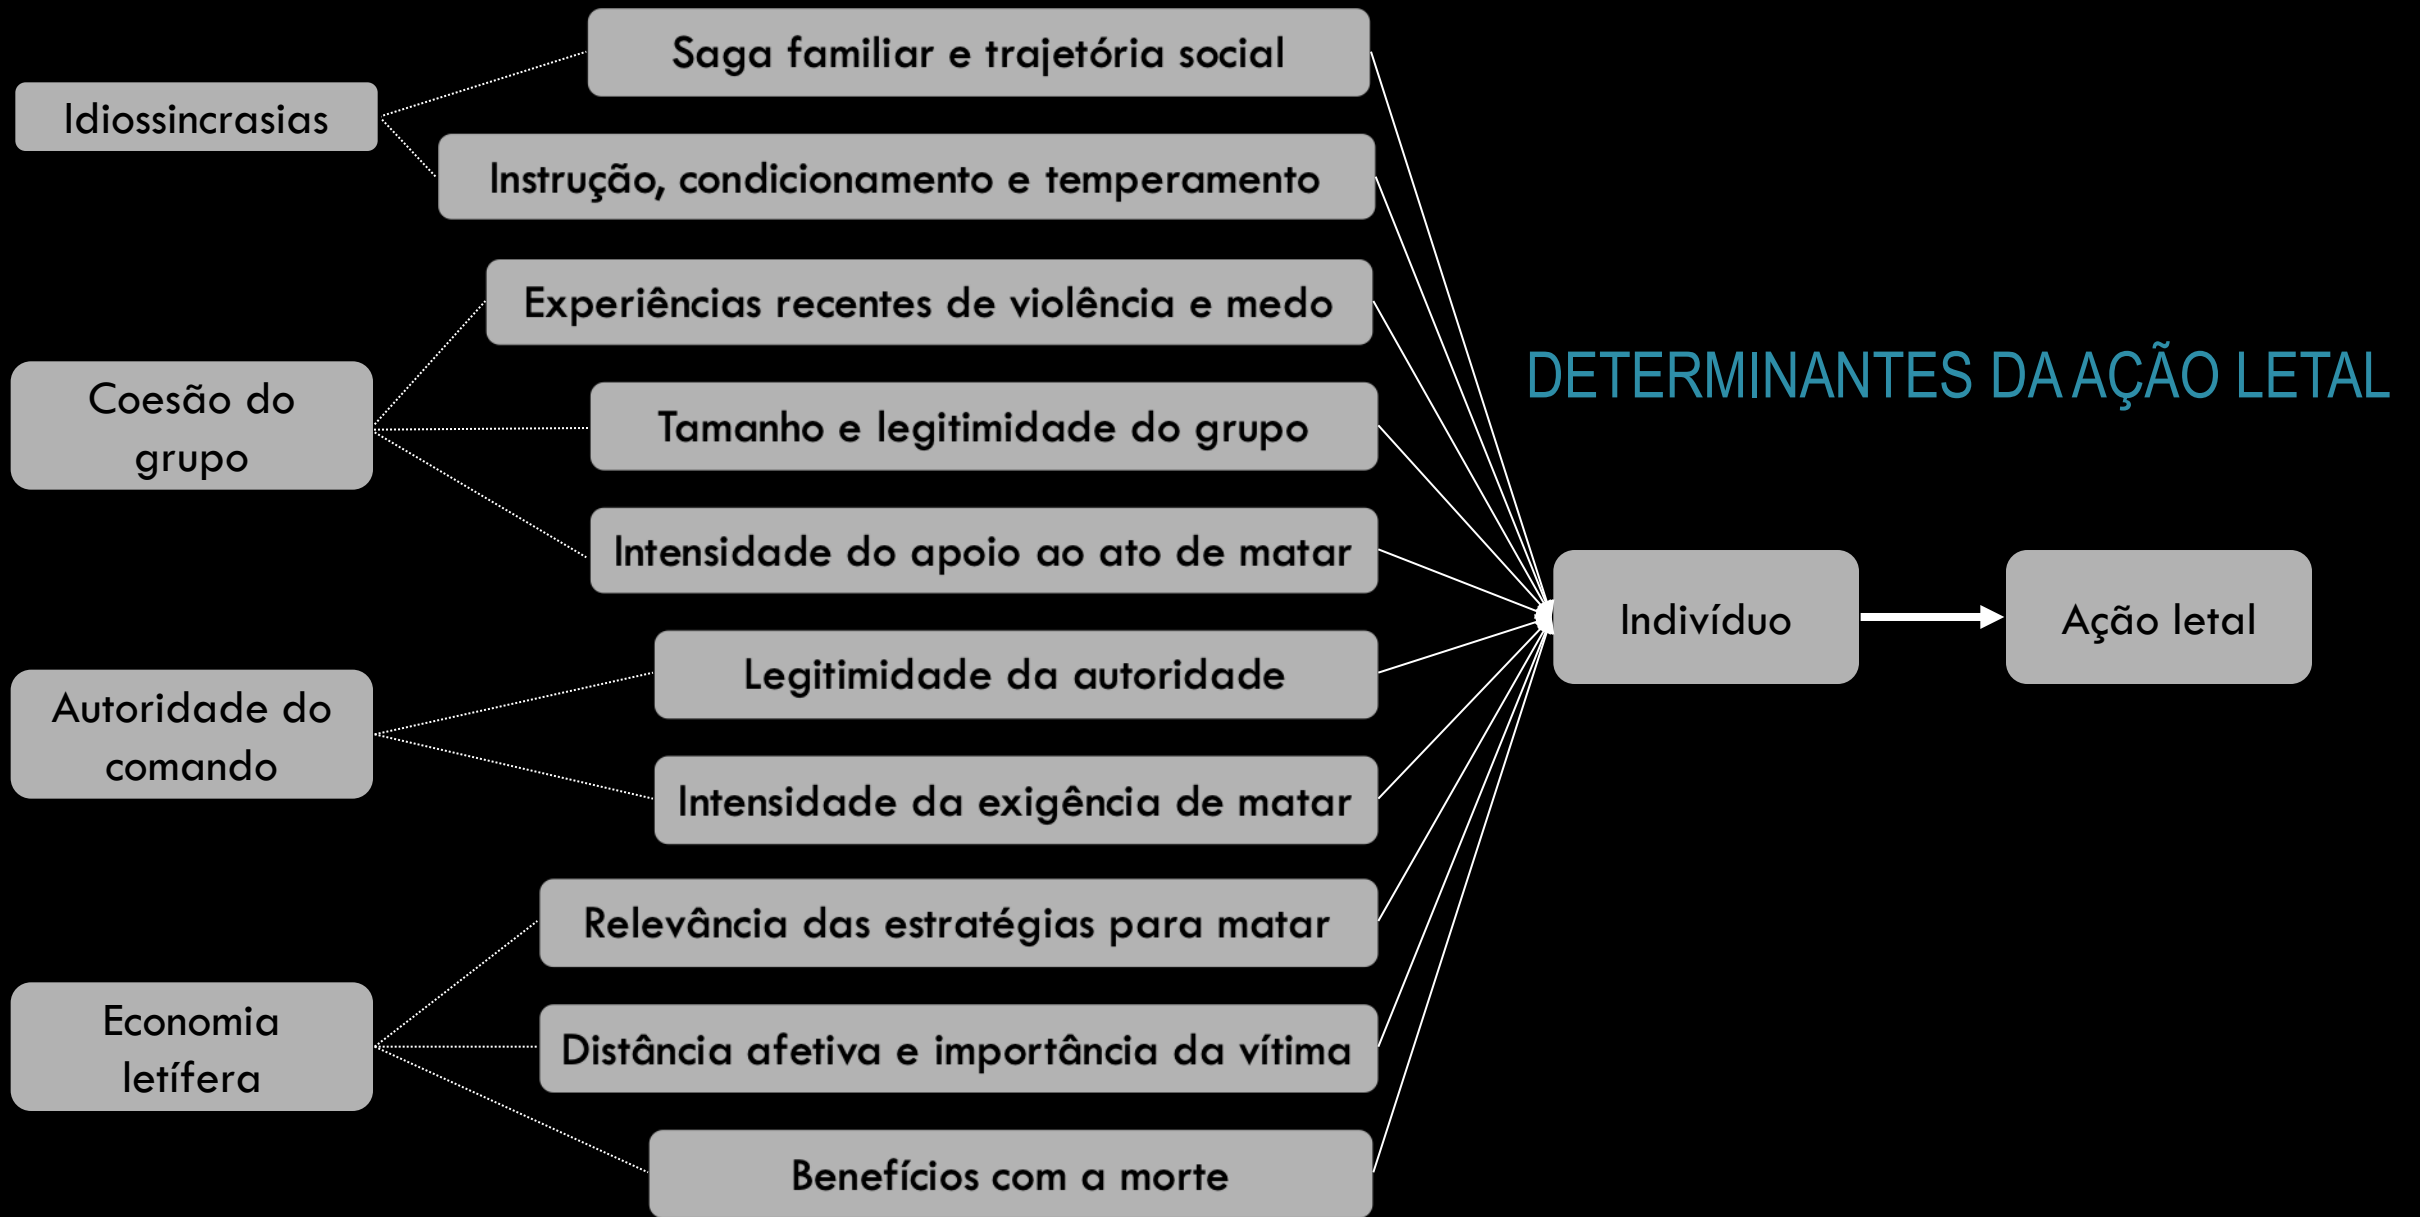 Saga familiar e trajetória social
Idiossincrasias
Instrução, condicionamento e temperamento
Experiências recentes de violência e medo
DETERMINANTES DA AÇÃO LETAL
Coesão do
grupo
Tamanho e legitimidade do grupo
Intensidade do apoio ao ato de matar
Indivíduo
Ação letal
Legitimidade da autoridade
Autoridade do
comando
Intensidade da exigência de matar
Relevância das estratégias para matar
Economia
letífera
Distância afetiva e importância da vítima
Benefícios com a morte